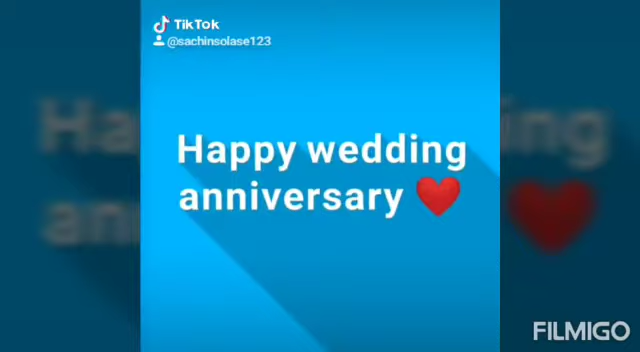 TikTok
@sachinsolase123
Happy wedding
anniversary ❤️
FILMIGO